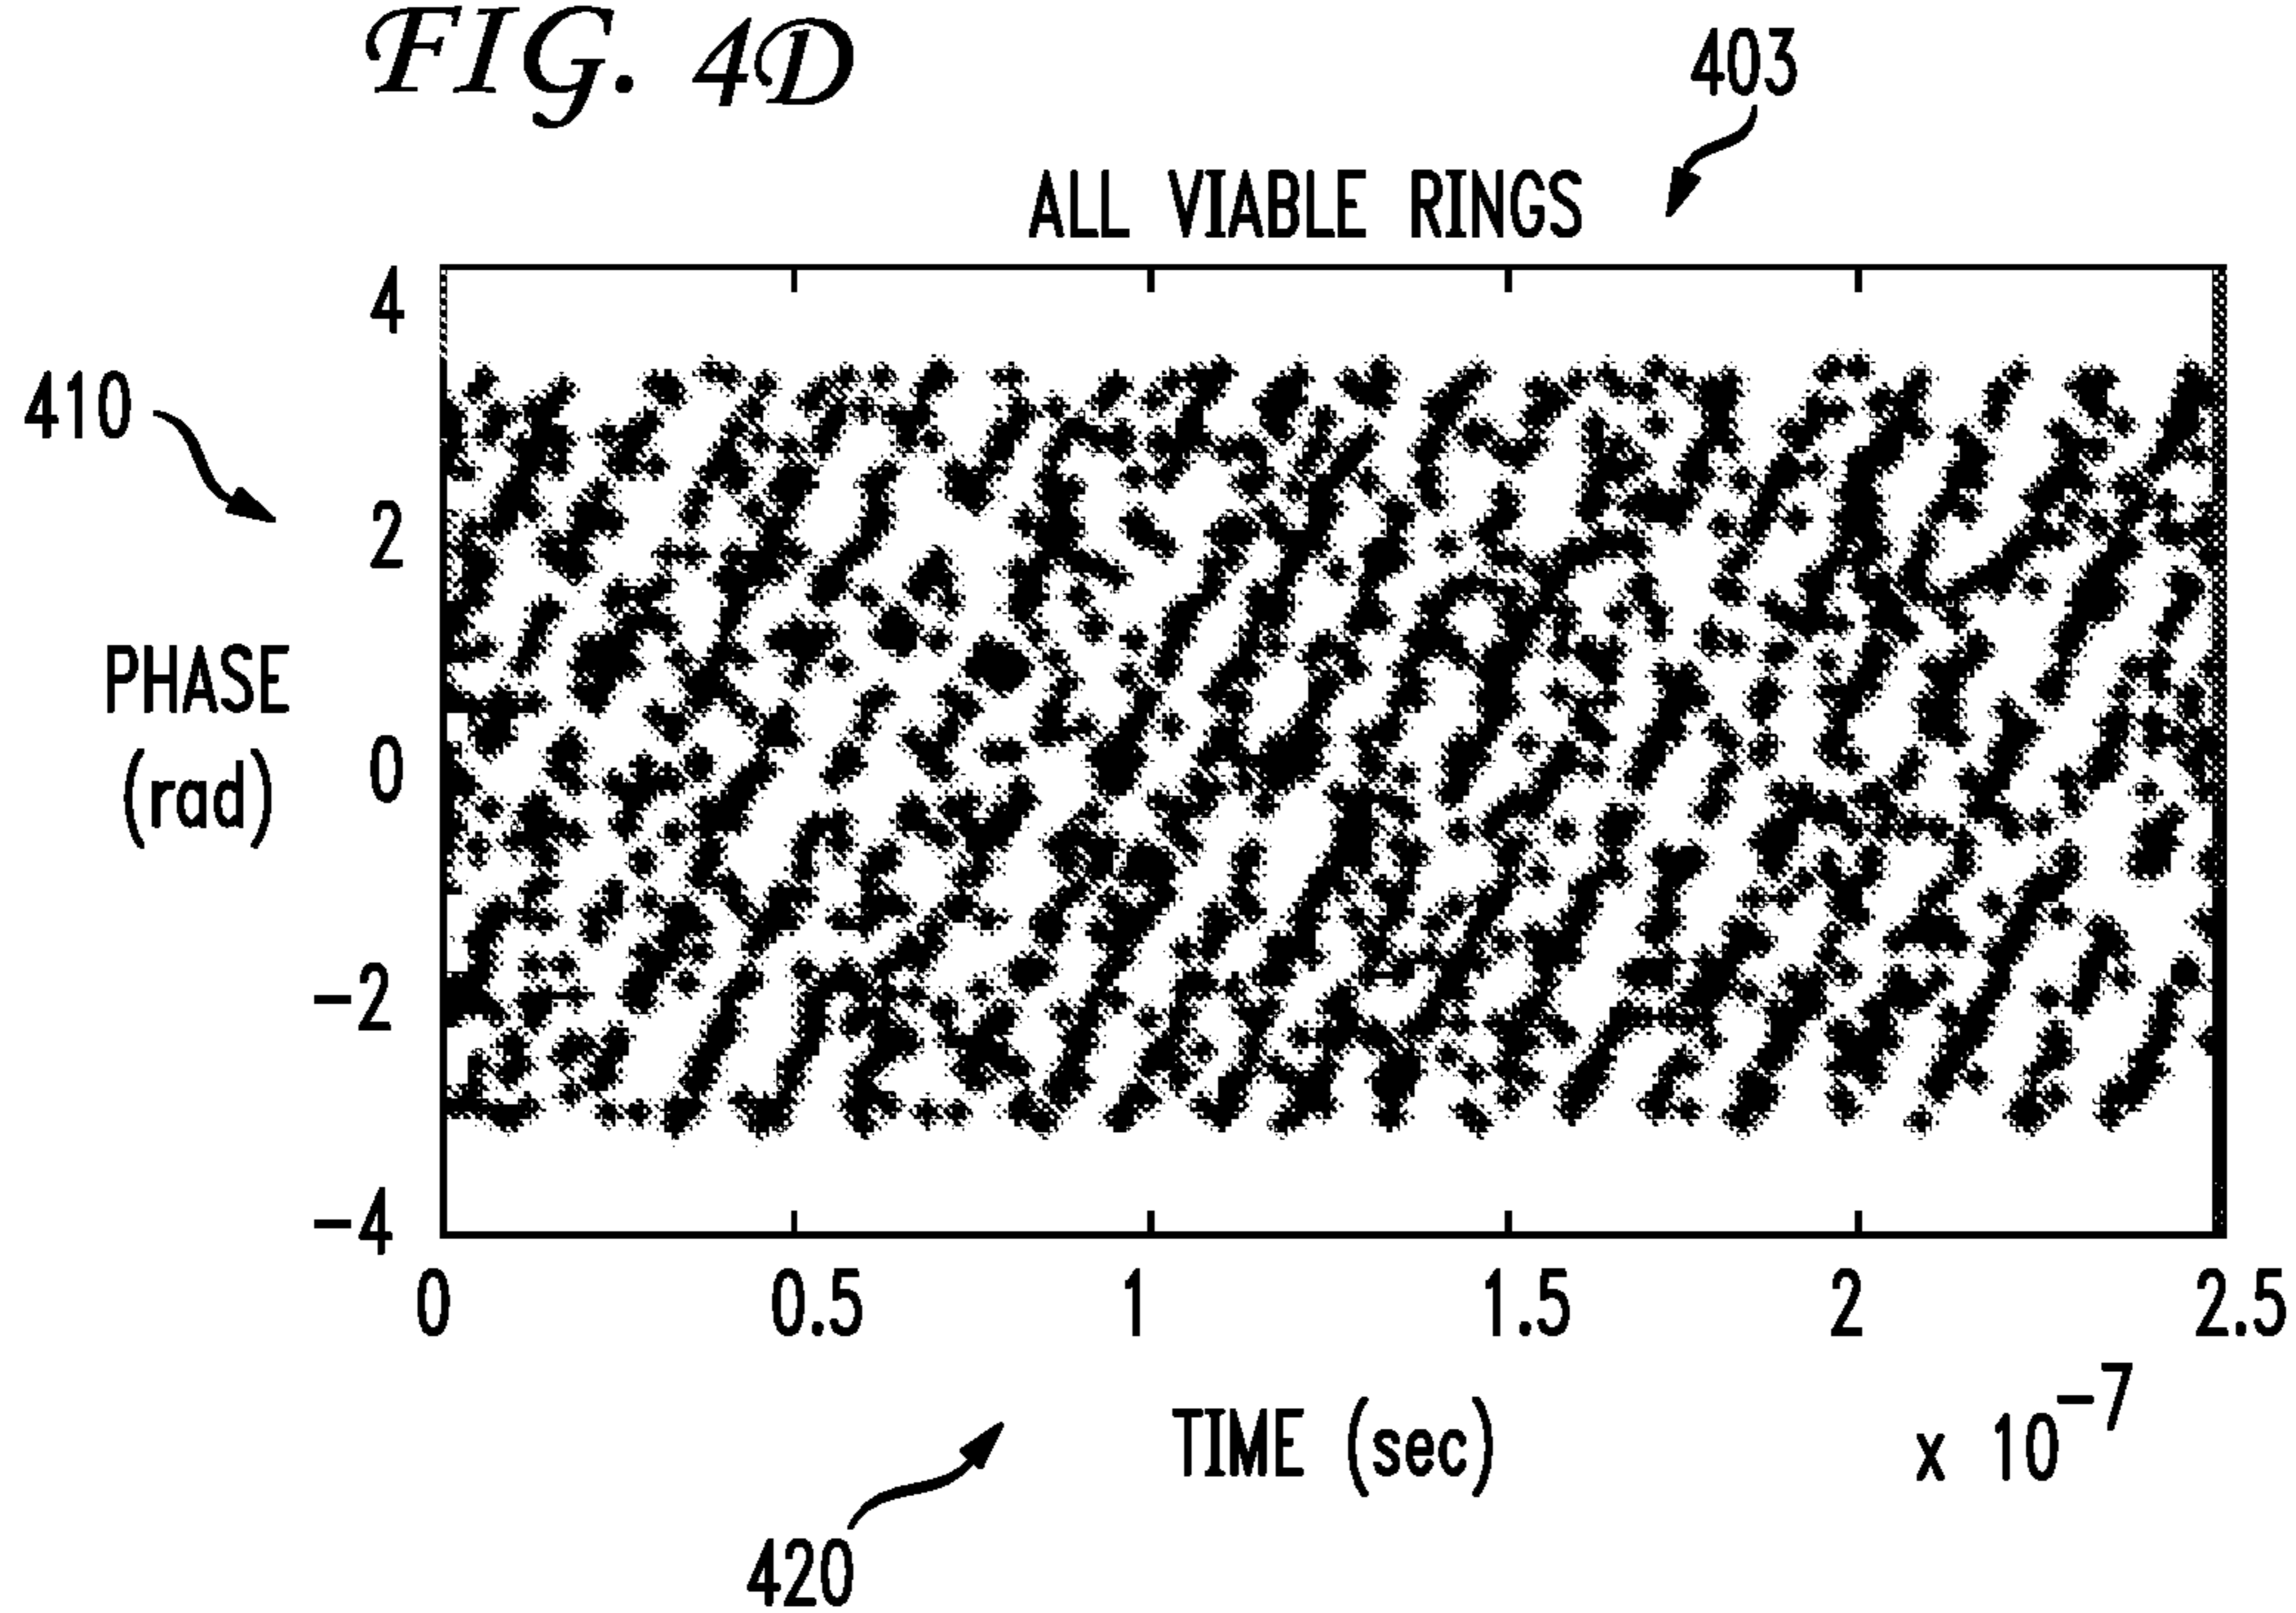 FIG. 4D
403
ALL VIABLE RINGS
4
410
2
PHASE
(rad)
0
−2
−4
0 0.5 1 1.5 2 2.5
TIME (sec) x 10−7
420